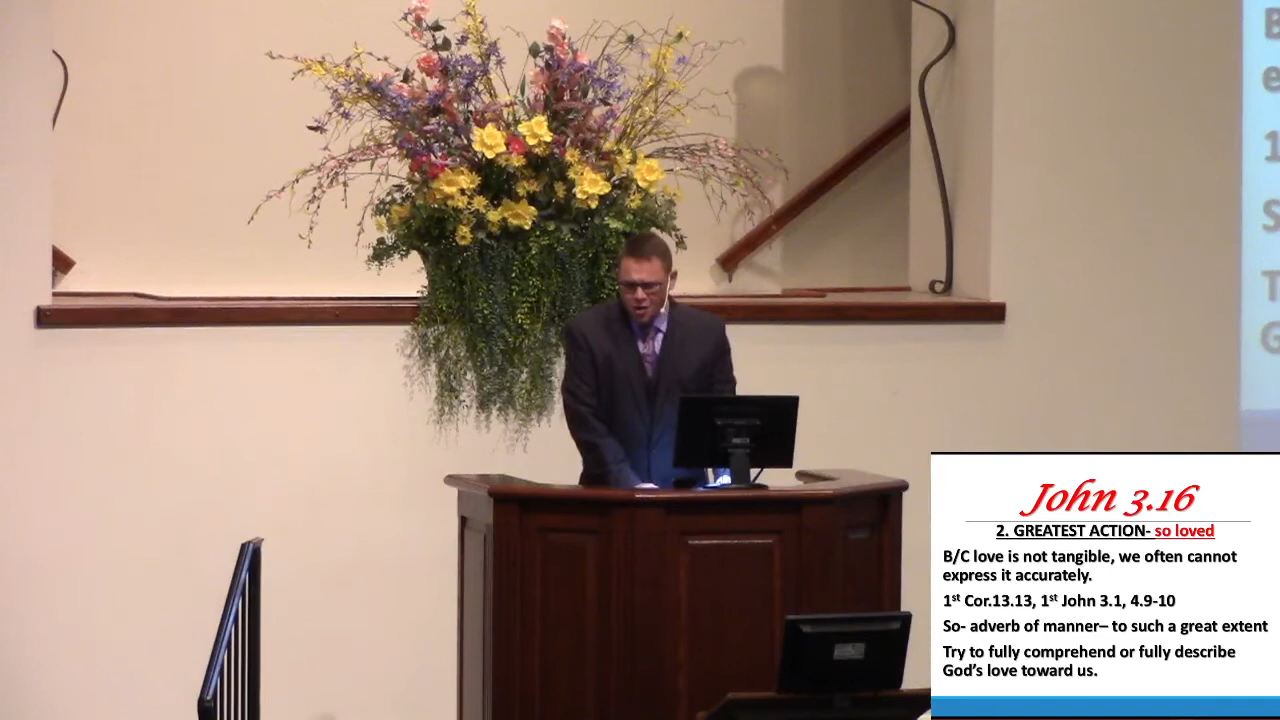 John 3.16
2. GREATEST ACTION- so loved
B/C love is not tangible, we often cannot
express it accurately.
1st Cor.13.13, 1st John 3.1, 4.9-10
So- adverb of manner– to such a great extent
Try to fully comprehend or fully describe
God's love toward us.
B
e
1
S
T
G